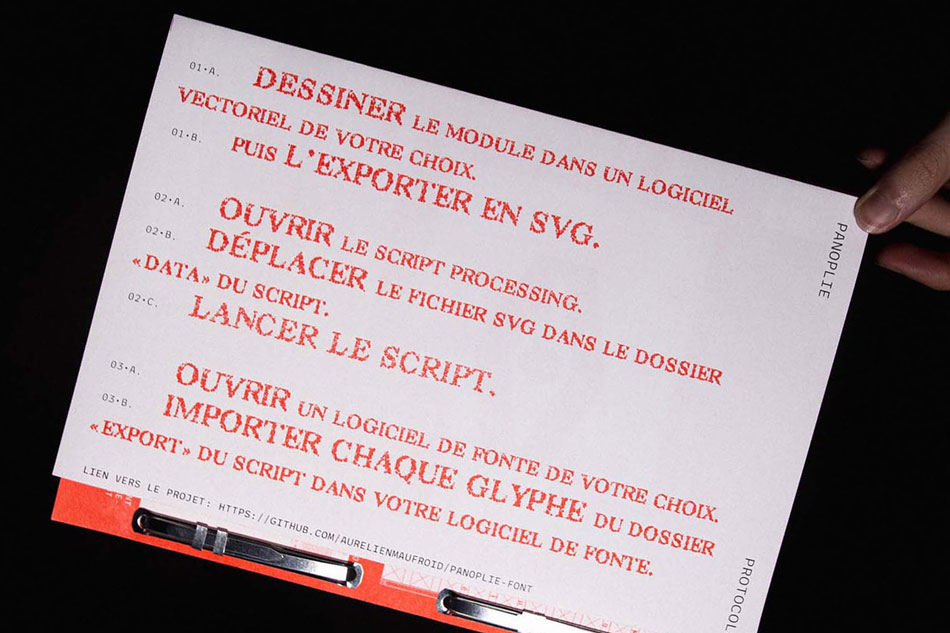 01•A.
DESSINER LE MODULE DANS UN LOGICIEL
VECTORIEL DE VOTRE CHOIX.
01•B.
PUIS L'EXPORTER EN SVG.
02•A.
OUVRIR LE SCRIPT PROCESSING.
02•B.
DÉPLACER LE FICHIER SVG DANS LE DOSSIER
«DATA» DU SCRIPT.
02•C.
LANCER LE SCRIPT.
03•A.
OUVRIR UN LOGICIEL DE FONTE DE VOTRE CHOIX.
03•B.
IMPORTER CHAQUE GLYPHE DU DOSSIER
«EXPORT» DU SCRIPT DANS VOTRE LOGICIEL DE FONTE.
LIEN VERS LE PROJET: HTTPS://GITHUB.COM/AURELIENMAUFROID/PANOPLIE-FONT
PANOPLIE
PROTOCOL